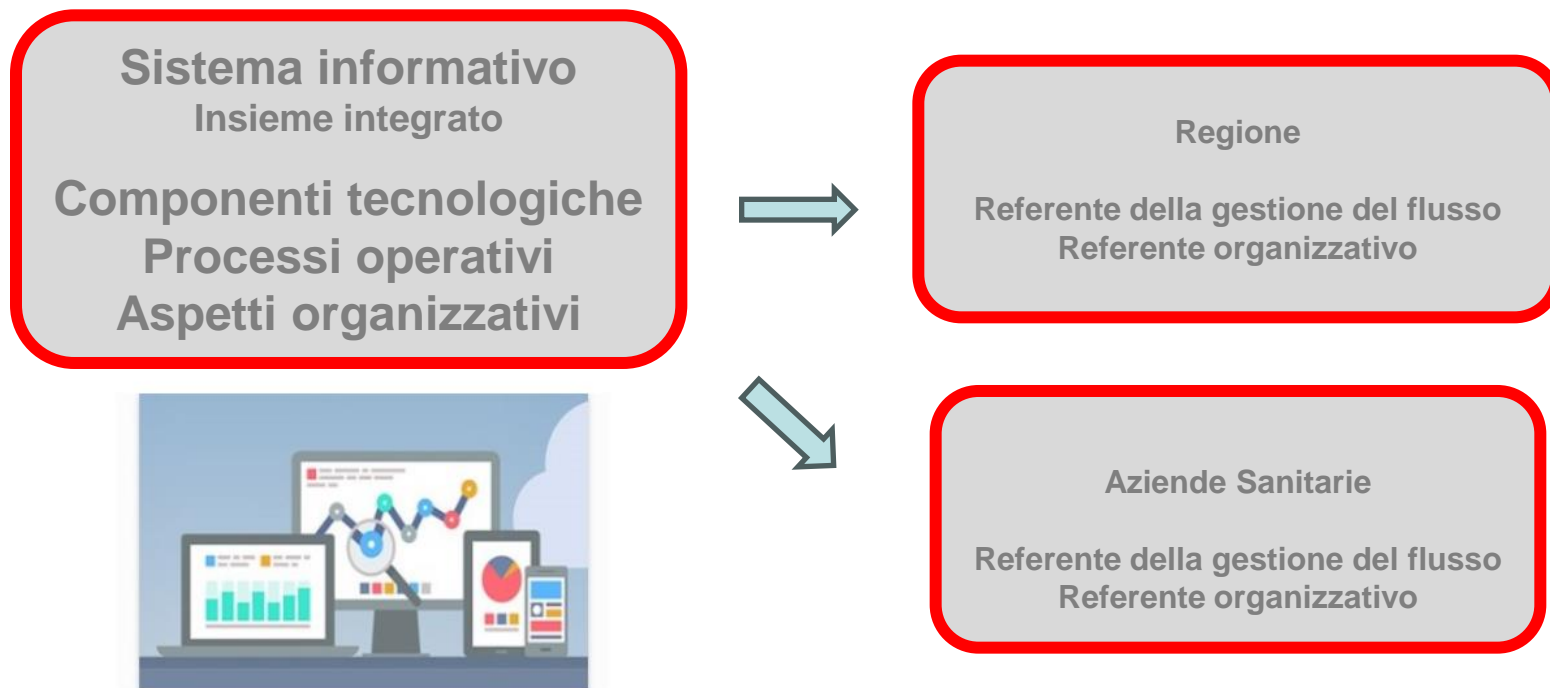 Sistema informativo
Insieme integrato
Componenti tecnologiche
Processi operativi
Aspetti organizzativi
Regione
Referente della gestione del flusso
Referente organizzativo
Aziende Sanitarie
Referente della gestione del flusso
Referente organizzativo